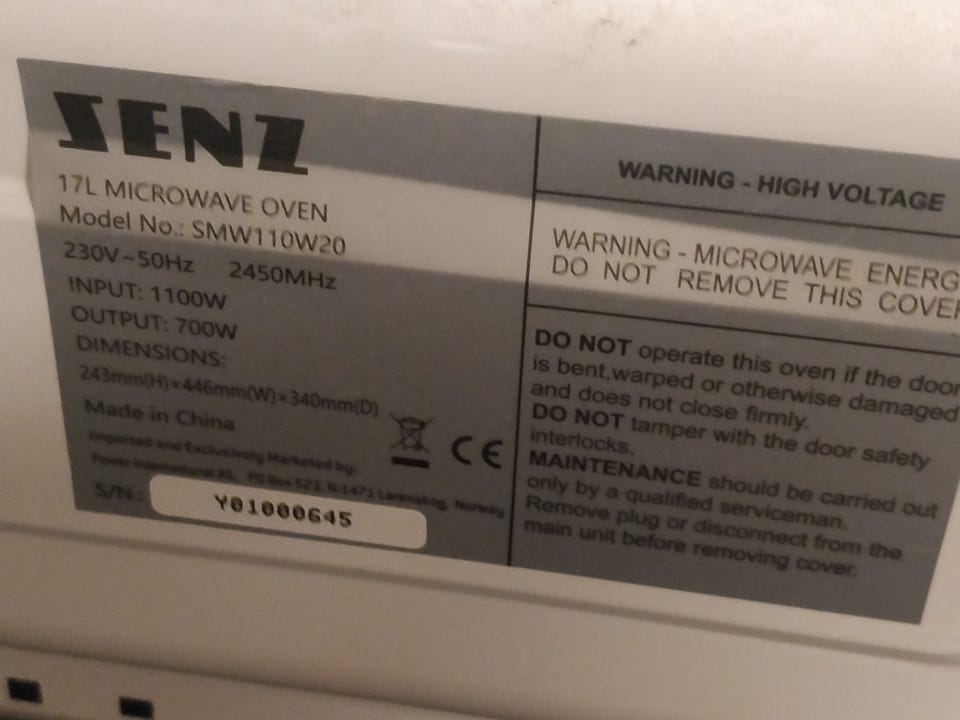 SENZ
17L MICROWAVE OVEN
Model No.: SMW110W20
230V~50Hz 2450MHz
INPUT: 1100W
OUTPUT: 700W
DIMENSIONS:
243mm(H)×446mm(W)×340mm(D)
Made in China
Imported and Exclusively Marketed by:
Power International AS, PO Box 523, N-1471 Lørenskog, Norway
S/N.: Y01000645
CE
WARNING - HIGH VOLTAGE
WARNING - MICROWAVE ENERG
DO NOT REMOVE THIS COVER
DO NOT operate this oven if the door
is bent,warped or otherwise damaged
and does not close firmly.
DO NOT tamper with the door safety
interlocks.
MAINTENANCE should be carried out
only by a qualified serviceman.
Remove plug or disconnect from the
main unit before removing cover.